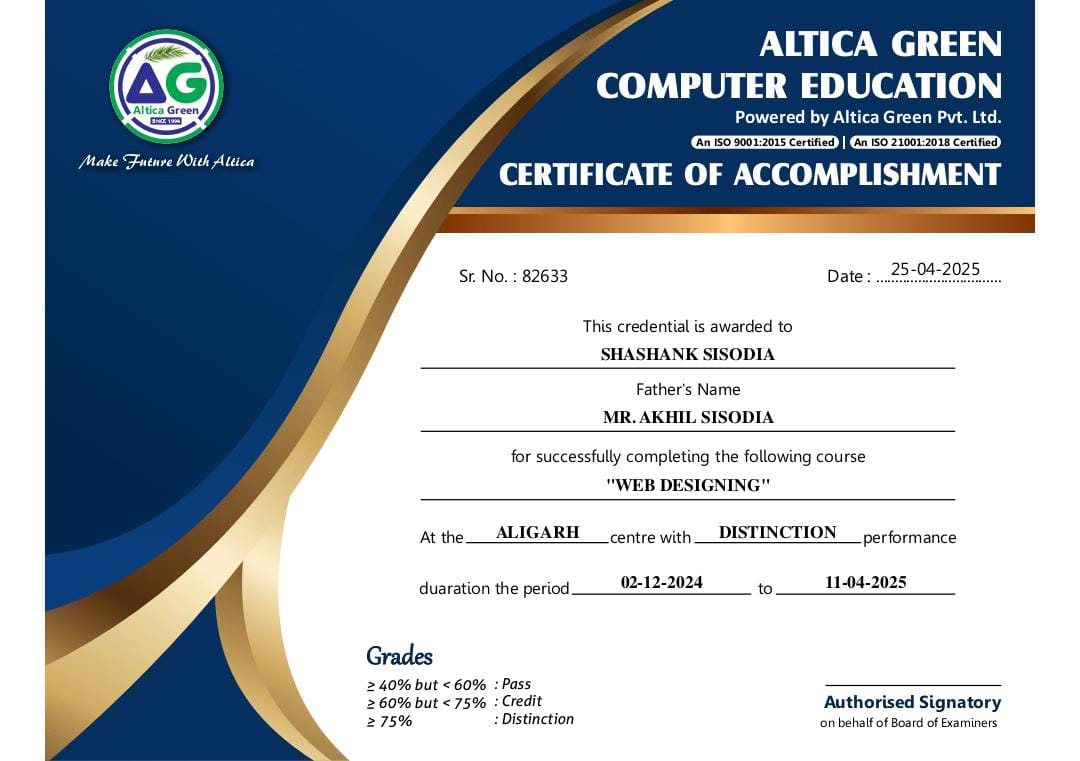 AG
Altica Green
SINCE 1994
Make Future With Altica
ALTICA GREEN
COMPUTER EDUCATION
Powered by Altica Green Pvt. Ltd.
An ISO 9001:2015 Certified | An ISO 21001:2018 Certified
CERTIFICATE OF ACCOMPLISHMENT
Sr. No. : 82633 Date : 25-04-2025
This credential is awarded to
SHASHANK SISODIA
Father's Name
MR. AKHIL SISODIA
for successfully completing the following course
"WEB DESIGNING"
At the ALIGARH centre with DISTINCTION performance
duaration the period 02-12-2024 to 11-04-2025
Grades
≥ 40% but < 60% : Pass
≥ 60% but < 75% : Credit
≥ 75% : Distinction
Authorised Signatory
on behalf of Board of Examiners